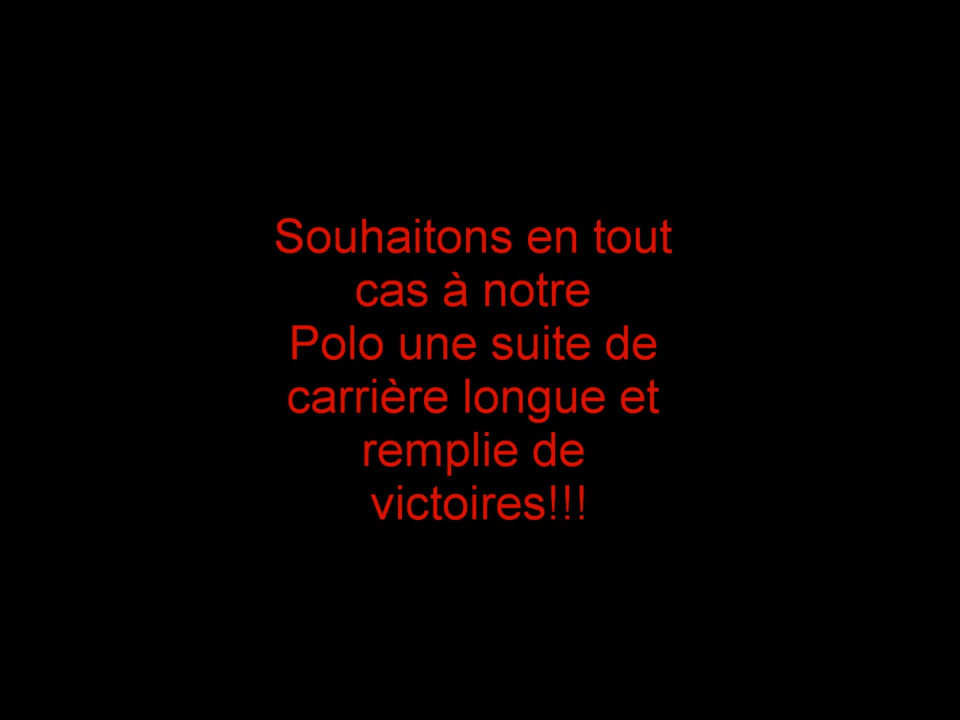 Souhaitons en tout
cas à notre
Polo une suite de
carrière longue et
remplie de
victoires!!!